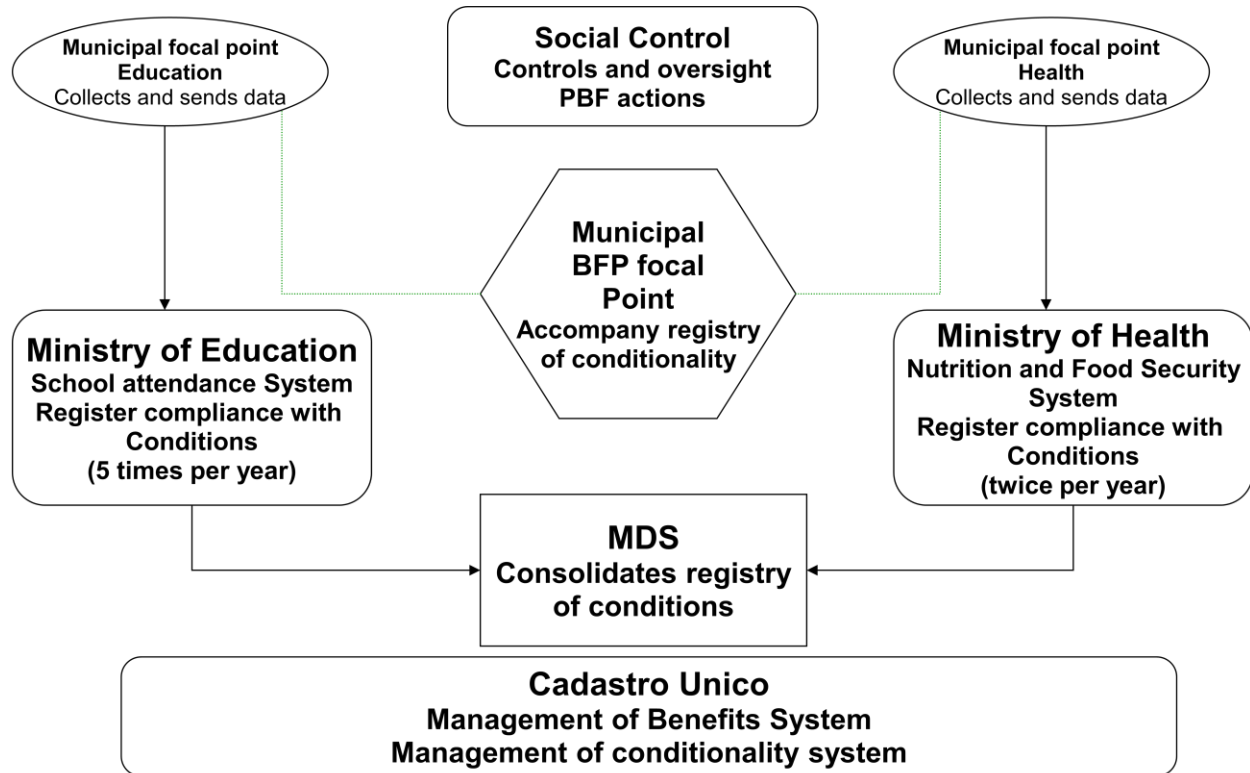 Municipal focal point
Education
Collects and sends data
Social Control
Controls and oversight
PBF actions
Municipal focal point
Health
Collects and sends data
Municipal
BFP focal
Point
Accompany registry
of conditionality
Ministry of Education
School attendance System
Register compliance with
Conditions
(5 times per year)
Ministry of Health
Nutrition and Food Security
System
Register compliance with
Conditions
(twice per year)
MDS
Consolidates registry
of conditions
Cadastro Unico
Management of Benefits System
Management of conditionality system